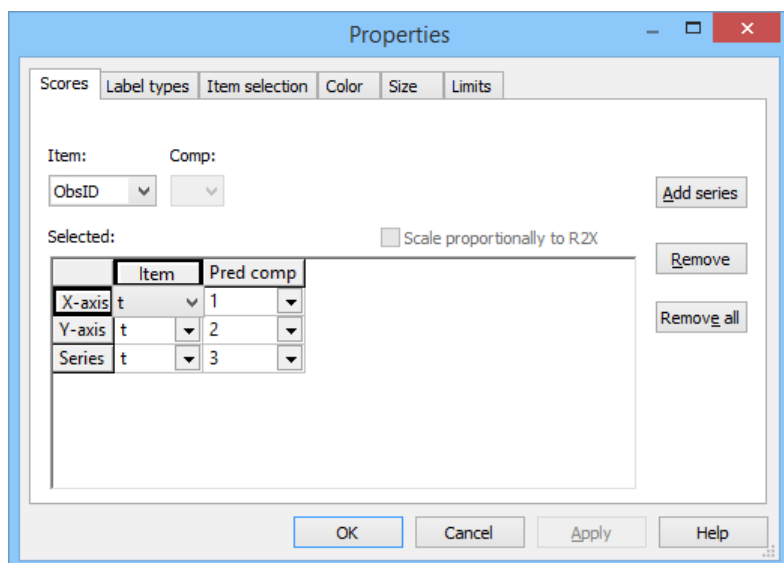 Properties
Scores Label types Item selection Color Size Limits
Item: Comp:
ObsID Add series
Selected: Scale proportionally to R2X
Remove
Item Pred comp
X-axis t 1
Remove all
Y-axis t 2
Series t 3
OK Cancel Apply Help